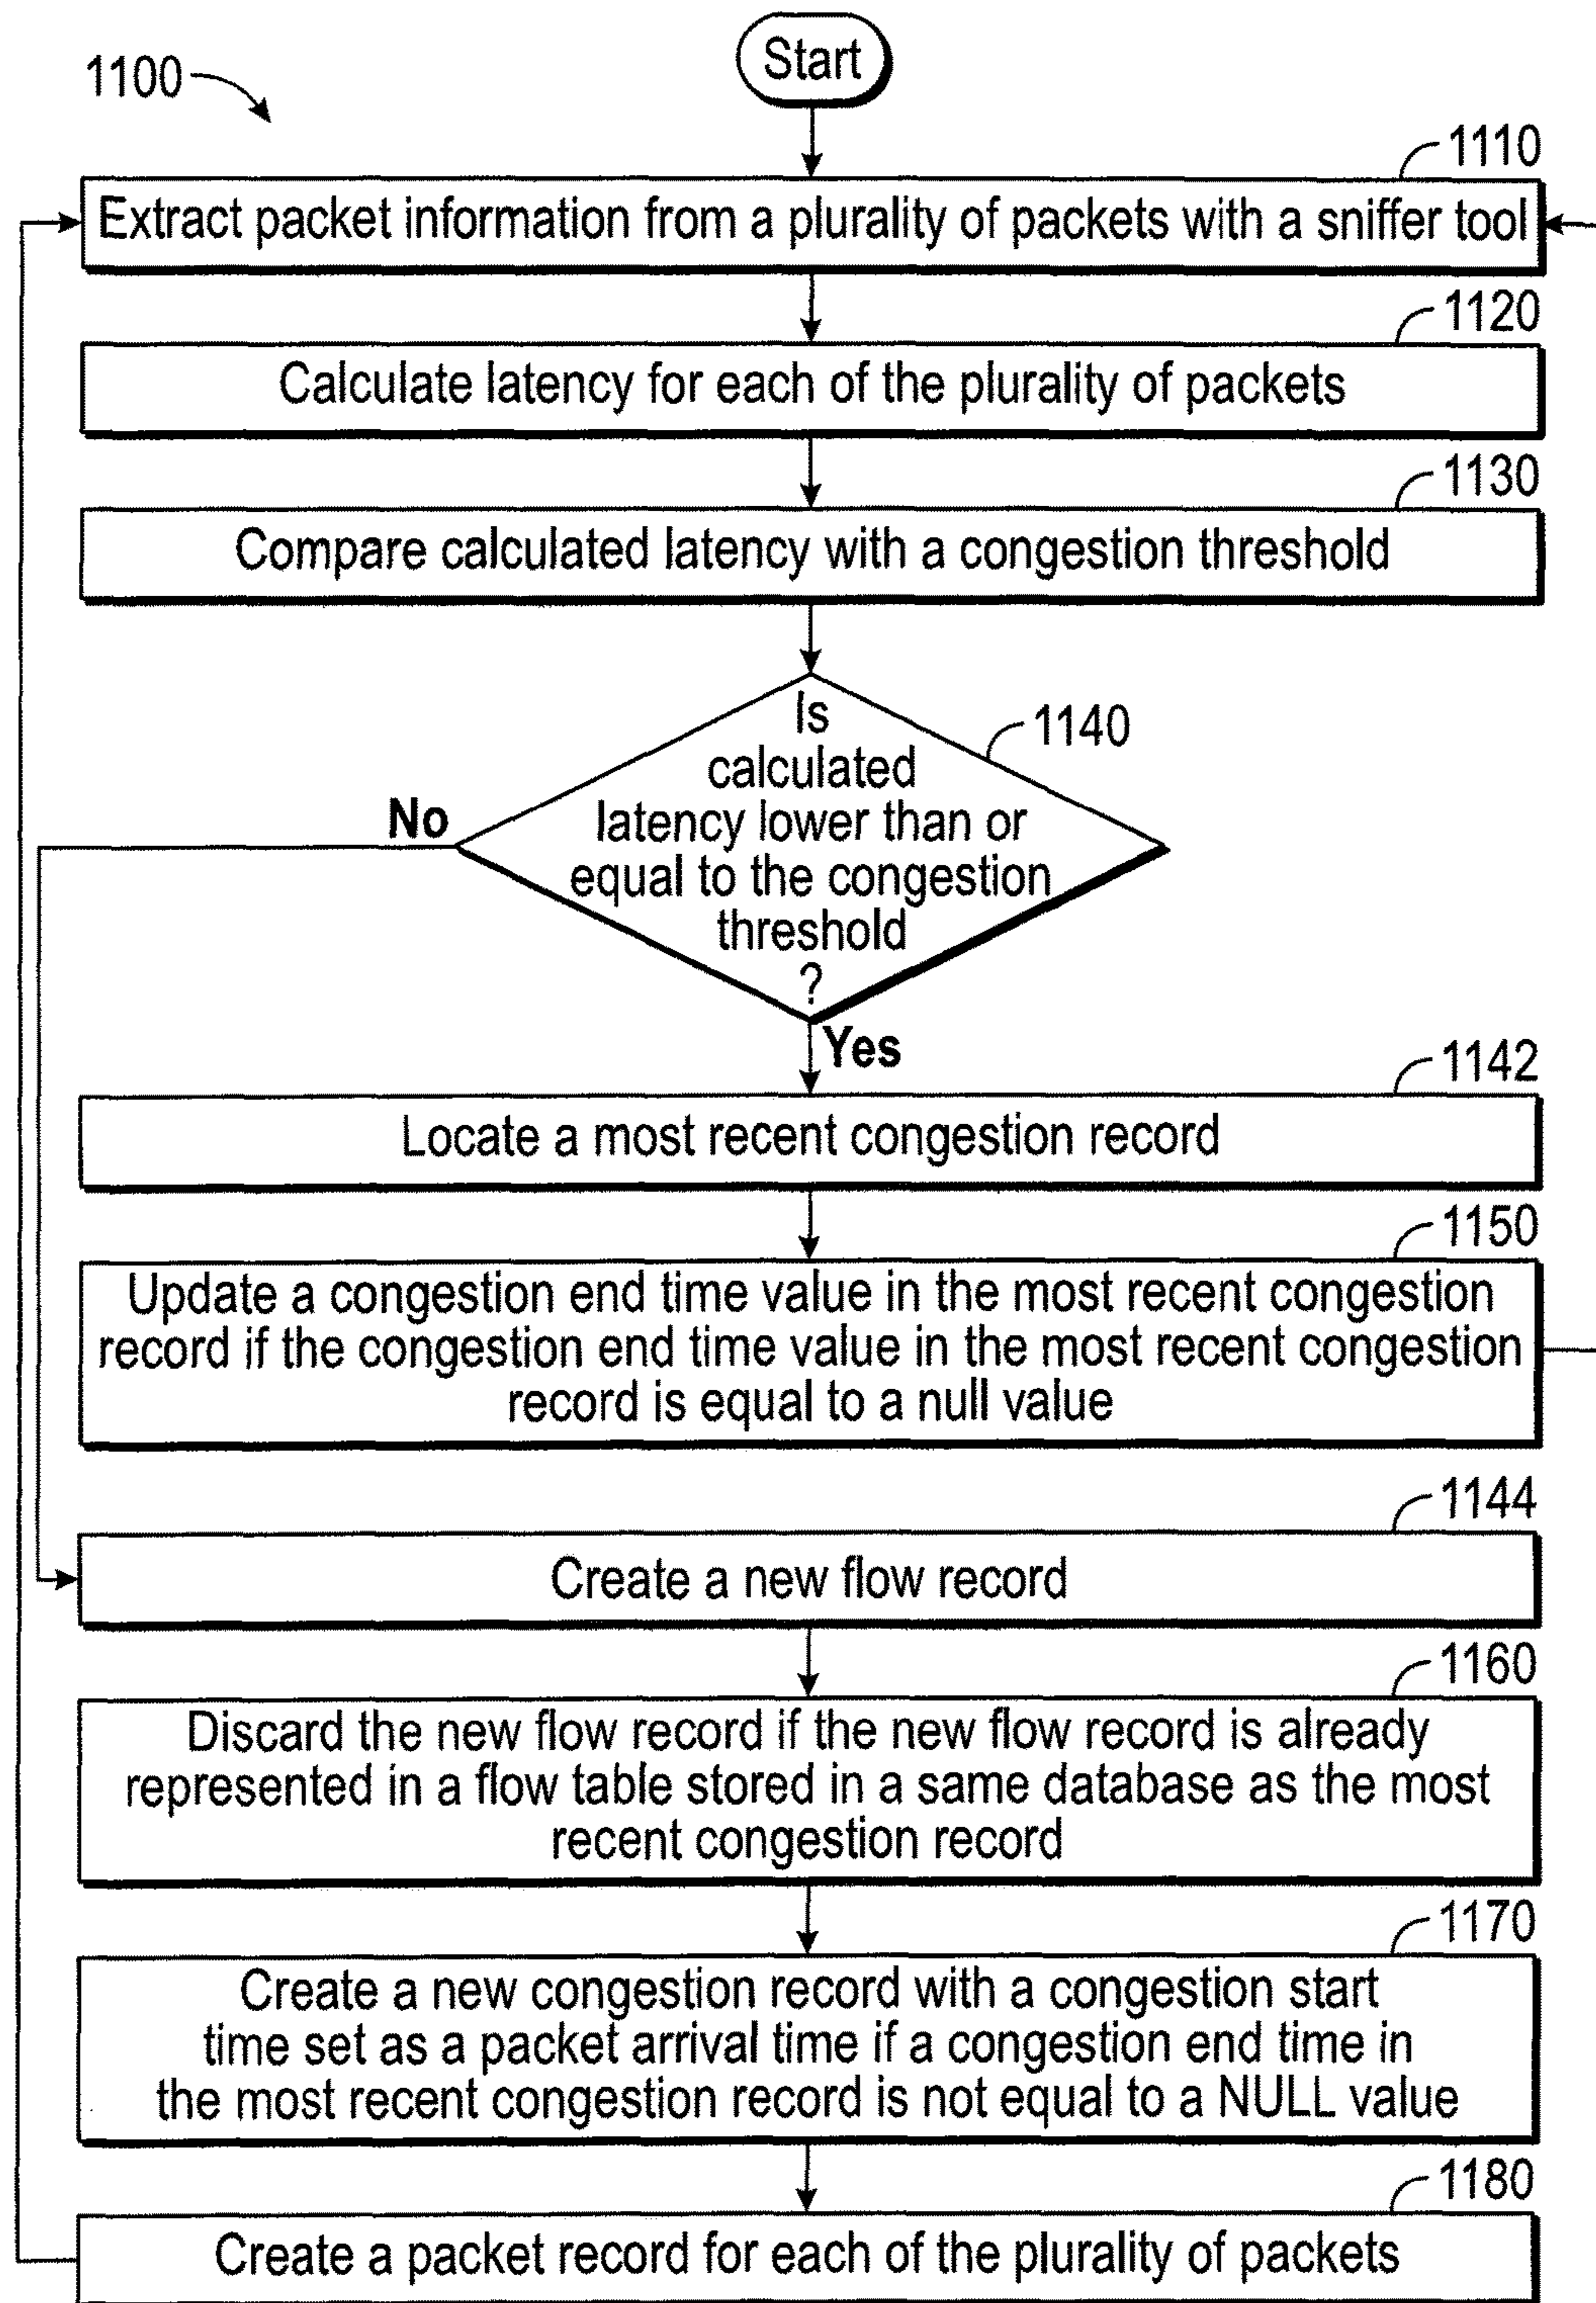 Start
1100
1110
Extract packet information from a plurality of packets with a sniffer tool
1120
Calculate latency for each of the plurality of packets
1130
Compare calculated latency with a congestion threshold
1140
Is
calculated
latency lower than or
equal to the congestion
threshold
?
No
Yes
1142
Locate a most recent congestion record
1150
Update a congestion end time value in the most recent congestion
record if the congestion end time value in the most recent congestion
record is equal to a null value
1144
Create a new flow record
1160
Discard the new flow record if the new flow record is already
represented in a flow table stored in a same database as the most
recent congestion record
1170
Create a new congestion record with a congestion start
time set as a packet arrival time if a congestion end time in
the most recent congestion record is not equal to a NULL value
1180
Create a packet record for each of the plurality of packets